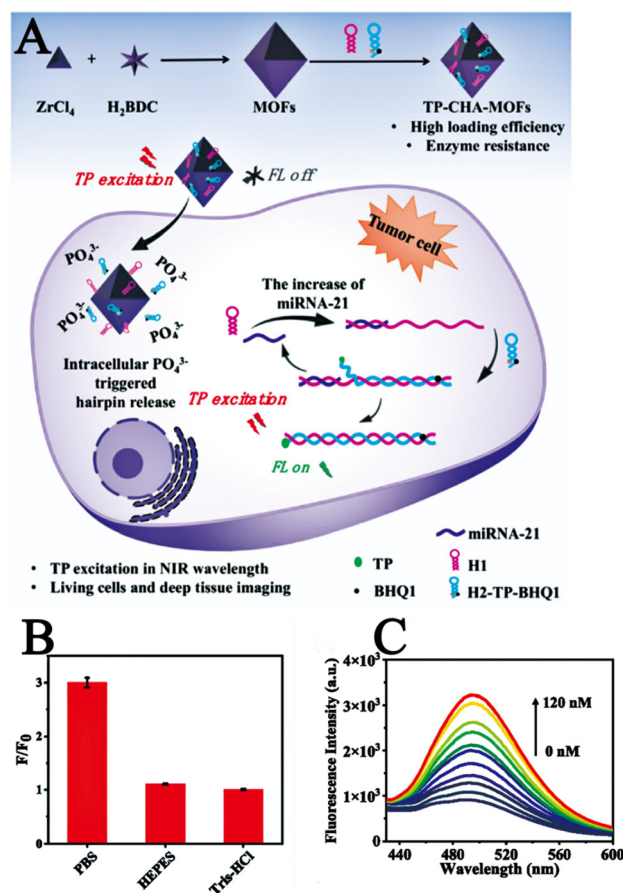 A
ZrCl4 + H2BDC MOFs TP-CHA-MOFs
• High loading efficiency
• Enzyme resistance
TP excitation FL off
Tumor cell
PO4³⁻ PO4³⁻
PO4³⁻ PO4³⁻
The increase of
miRNA-21
Intracellular PO4³⁻
triggered
hairpin release
TP excitation
FL on
• TP excitation in NIR wavelength
• Living cells and deep tissue imaging
miRNA-21
TP H1
BHQ1 H2-TP-BHQ1
B
F/F0
3
2
1
0
PBS HEPES Tris-HCl
C
Fluorescence Intensity (a.u.)
4×10³
3×10³
2×10³
1×10³
0
120 nM
0 nM
440 480 520 560 600
Wavelength (nm)